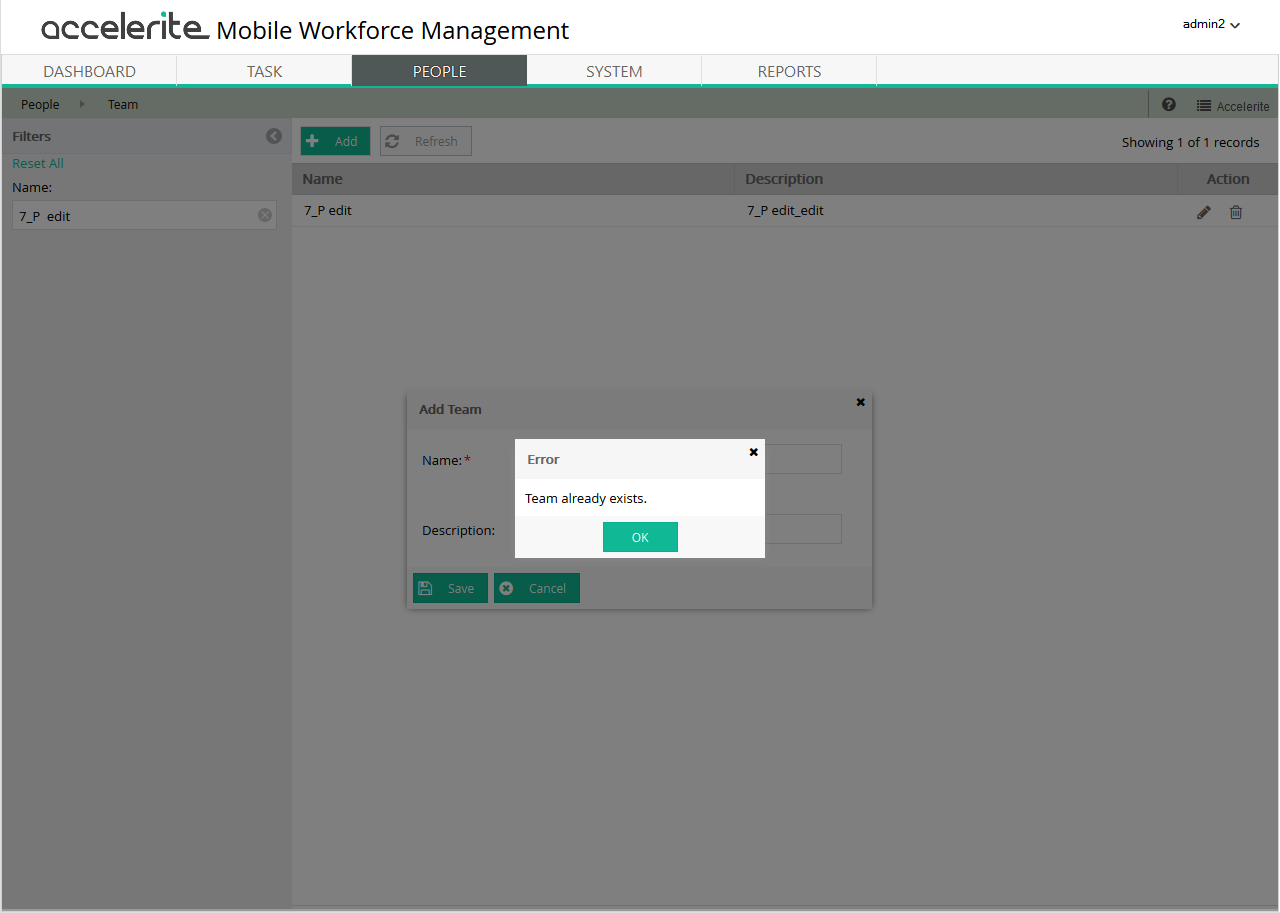 accelerite Mobile Workforce Management
admin2
DASHBOARD TASK PEOPLE SYSTEM REPORTS
People Team
? Accelerite
Filters
Reset All
Name:
7_P  edit
Add Refresh Showing 1 of 1 records
Name Description Action
7_P edit 7_P edit_edit
Add Team
Name:*
Description:
Error
Team already exists.
OK
Save Cancel